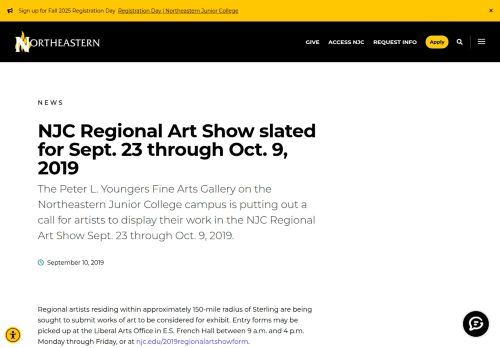 Sign up for Fall 2025 Registration Day Registration Day | Northeastern Junior College ×
NORTHEASTERN GIVE ACCESS NJC REQUEST INFO Apply
NEWS
NJC Regional Art Show slated
for Sept. 23 through Oct. 9,
2019
The Peter L. Youngers Fine Arts Gallery on the
Northeastern Junior College campus is putting out a
call for artists to display their work in the NJC Regional
Art Show Sept. 23 through Oct. 9, 2019.
September 10, 2019
Regional artists residing within approximately 150-mile radius of Sterling are being
sought to submit works of art to be considered for exhibit. Entry forms may be
picked up at the Liberal Arts Office in E.S. French Hall between 9 a.m. and 4 p.m.
Monday through Friday, or at njc.edu/2019regionalartshowform.